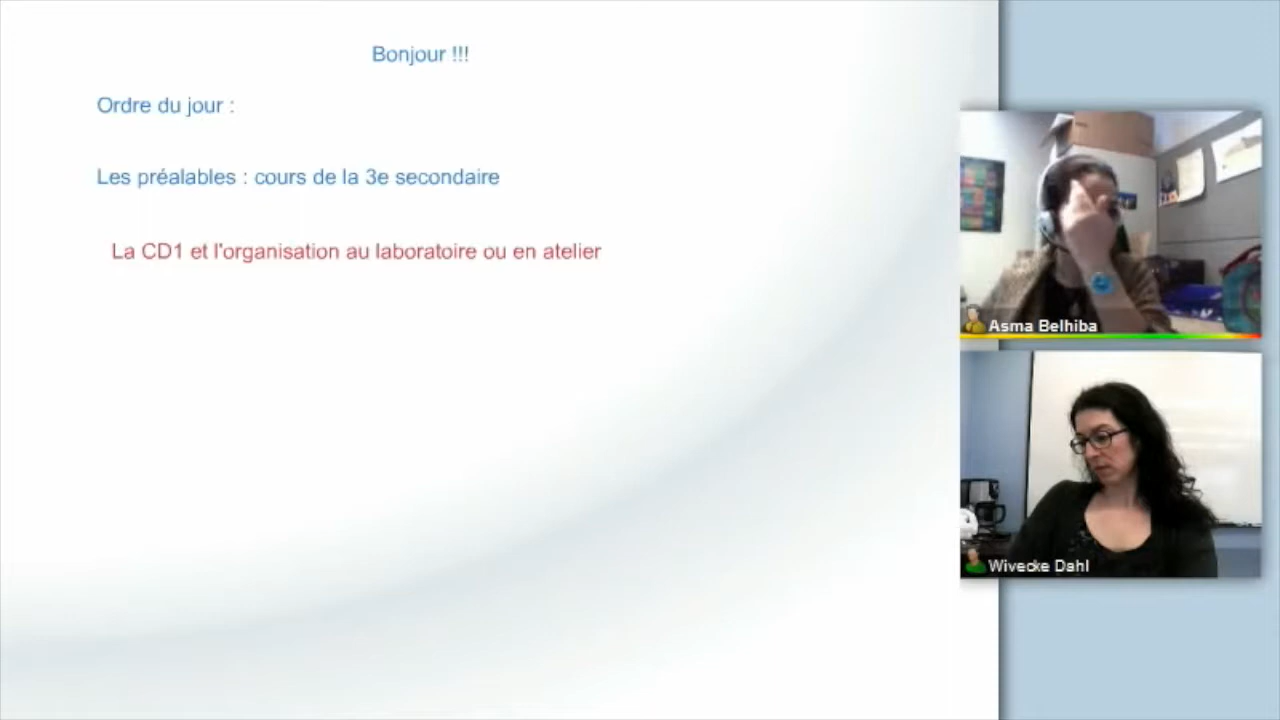 Bonjour !!!
Ordre du jour :
Les préalables : cours de la 3e secondaire
La CD1 et l'organisation au laboratoire ou en atelier
Asma Belhiba
Wivecke Dahl